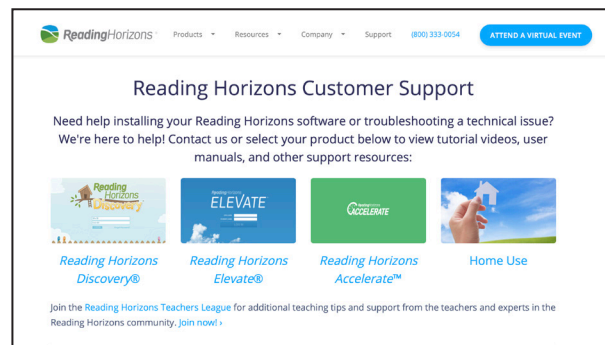 ReadingHorizons Products Resources Company Support (800) 333-0054 ATTEND A VIRTUAL EVENT
Reading Horizons Customer Support
Need help installing your Reading Horizons software or troubleshooting a technical issue?
We're here to help! Contact us or select your product below to view tutorial videos, user
manuals, and other support resources:
Reading Horizons Discovery
ELEVATE
ACCELERATE
Reading Horizons Discovery®
Reading Horizons Elevate®
Reading Horizons Accelerate™
Home Use
Join the Reading Horizons Teachers League for additional teaching tips and support from the teachers and experts in the
Reading Horizons community. Join now! ›